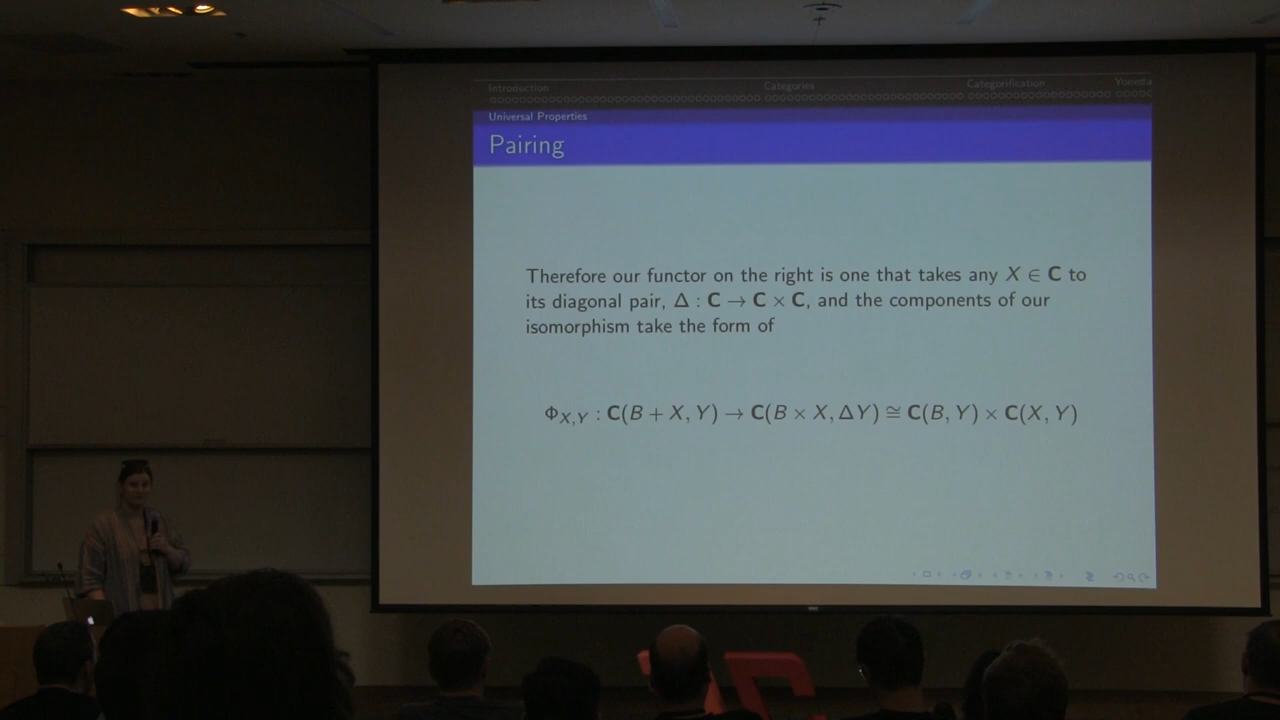 Introduction Categories Categorification Yoneda
Universal Properties
Pairing
Therefore our functor on the right is one that takes any X ∈ C to
its diagonal pair, Δ : C → C × C, and the components of our
isomorphism take the form of
Φ_{X,Y} : C(B + X, Y) → C(B × X, ΔY) ≅ C(B, Y) × C(X, Y)